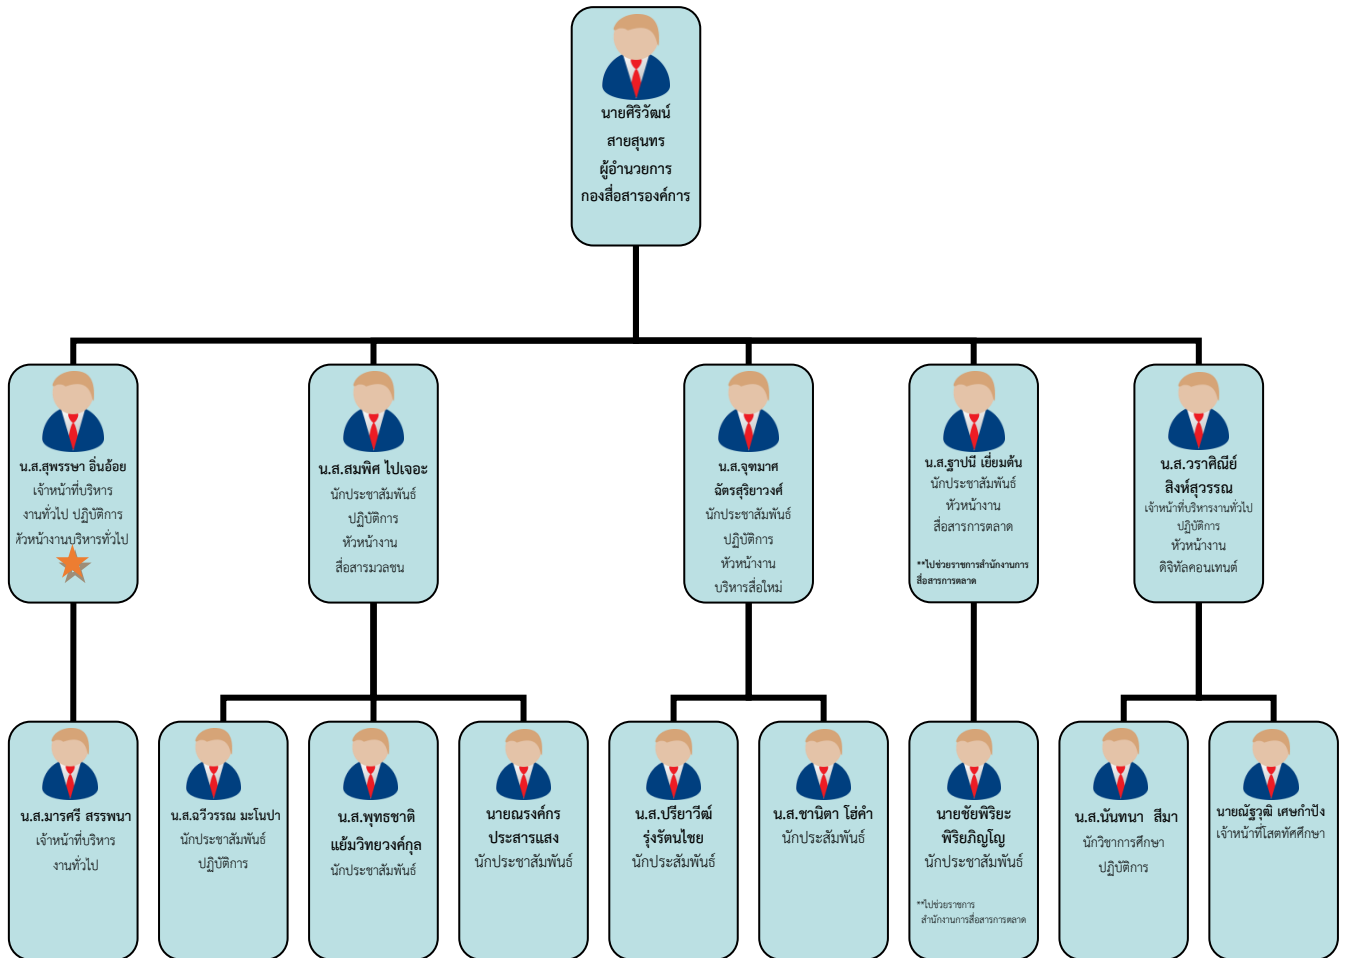 นายศิริวัฒน์
สายสุนทร
ผู้อำนวยการ
กองสื่อสารองค์การ
น.ส.สุพรรษา อิ่นอ้อย
เจ้าหน้าที่บริหาร
งานทั่วไป ปฏิบัติการ
หัวหน้างานบริหารทั่วไป
น.ส.สมพิศ ไปเจอะ
นักประชาสัมพันธ์
ปฏิบัติการ
หัวหน้างาน
สื่อสารมวลชน
น.ส.จุฑมาศ
ฉัตรสุริยาวงศ์
นักประชาสัมพันธ์
ปฏิบัติการ
หัวหน้างาน
บริหารสื่อใหม่
น.ส.ฐาปนี เยี่ยมต้น
นักประชาสัมพันธ์
หัวหน้างาน
สื่อสารการตลาด
**ไปช่วยราชการสำนักงานการ
สื่อสารการตลาด
น.ส.วราศิณีย์
สิงห์สุวรรณ
เจ้าหน้าที่บริหารงานทั่วไป
ปฏิบัติการ
หัวหน้างาน
ดิจิทัลคอนเทนต์
น.ส.มารศรี สรรพนา
เจ้าหน้าที่บริหาร
งานทั่วไป
น.ส.ฉวีวรรณ มะโนปา
นักประชาสัมพันธ์
ปฏิบัติการ
น.ส.พุทธชาติ
แย้มวิทยวงค์กุล
นักประชาสัมพันธ์
นายณรงค์กร
ประสารแสง
นักประชาสัมพันธ์
น.ส.ปรียาวีฬ์
รุ่งรัตนไชย
นักประสัมพันธ์
น.ส.ชานิตา โฮ่คำ
นักประสัมพันธ์
นายชัยพิริยะ
พิริยภิญโญ
นักประชาสัมพันธ์
**ไปช่วยราชการ
สำนักงานการสื่อสารการตลาด
น.ส.นันทนา สีมา
นักวิชาการศึกษา
ปฏิบัติการ
นายณัฐวุฒิ เศษกำปัง
เจ้าหน้าที่โสตทัศศึกษา